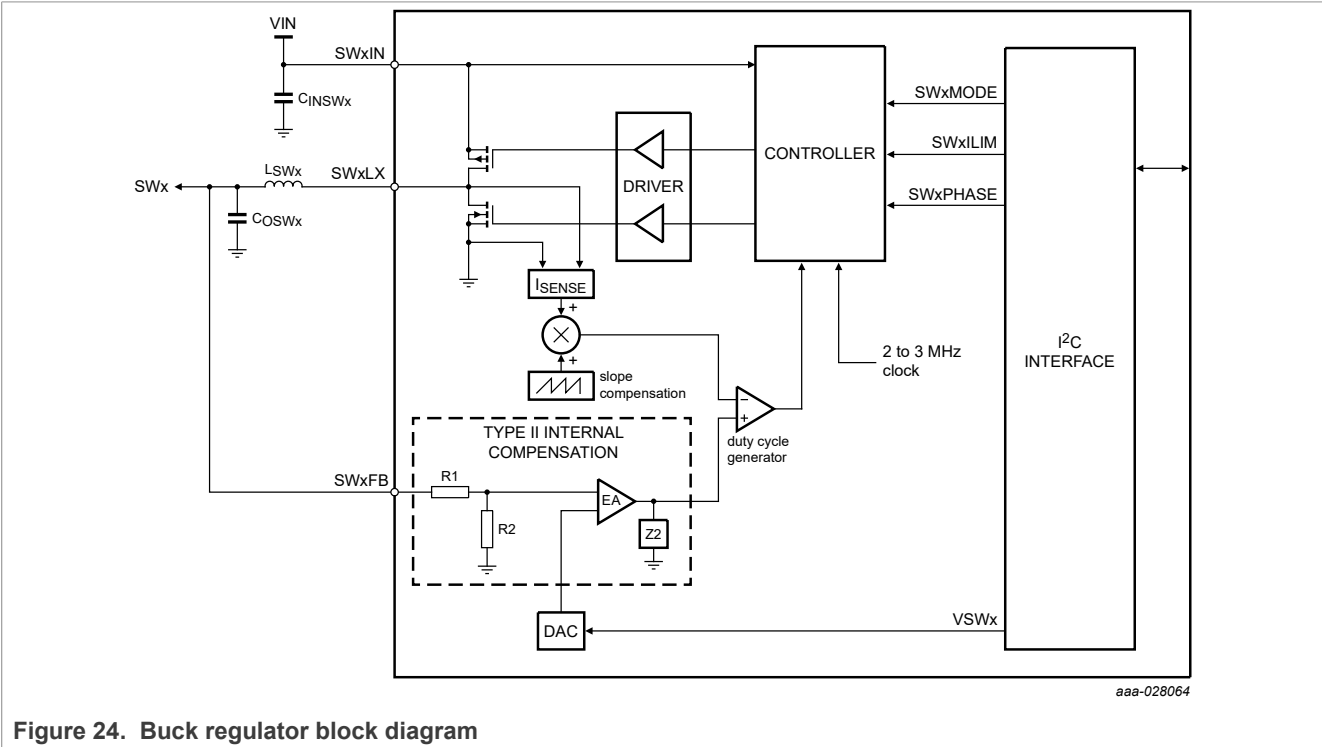 VIN
SWxIN
CINSWx
SWx
LSWx
SWxLX
COSWx
DRIVER
CONTROLLER
SWxMODE
SWxILIM
SWxPHASE
ISENSE
+
+
slope
compensation
2 to 3 MHz
clock
I2C
INTERFACE
−
+
duty cycle
generator
TYPE II INTERNAL
COMPENSATION
SWxFB
R1
R2
EA
Z2
DAC
VSWx
aaa-028064
Figure 24. Buck regulator block diagram